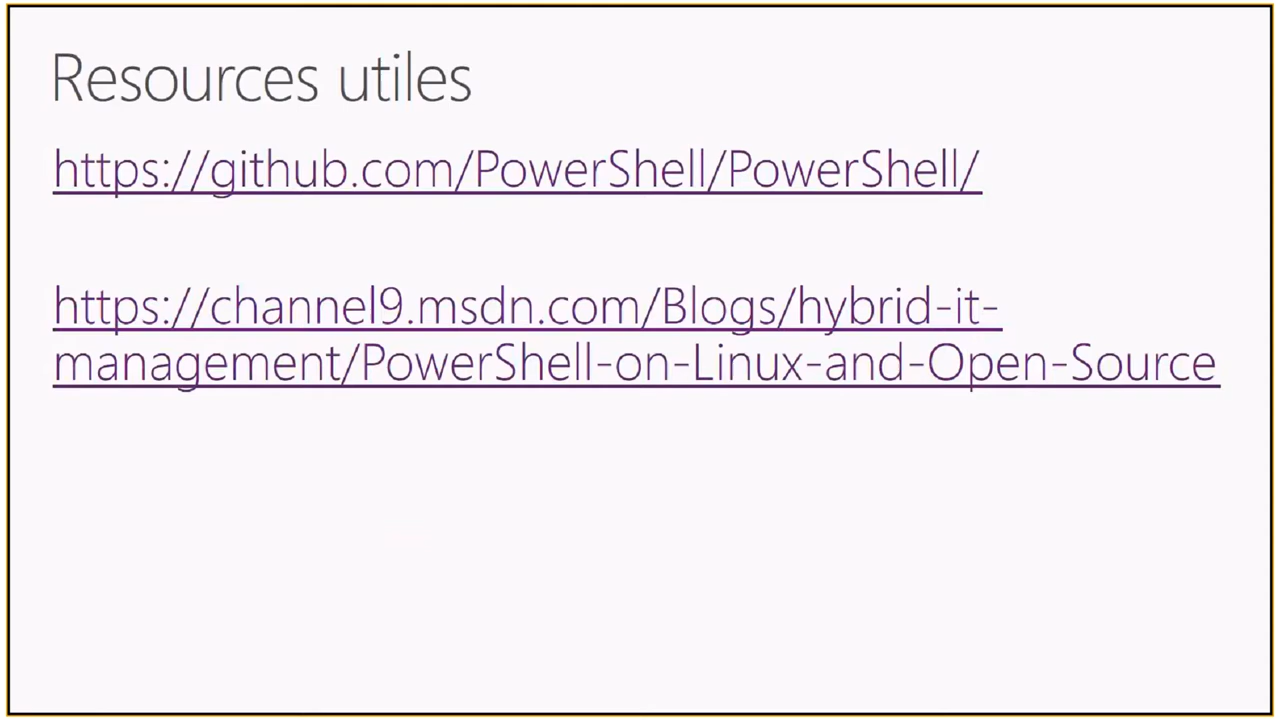 Resources utiles
https://github.com/PowerShell/PowerShell/
https://channel9.msdn.com/Blogs/hybrid-it-
management/PowerShell-on-Linux-and-Open-Source